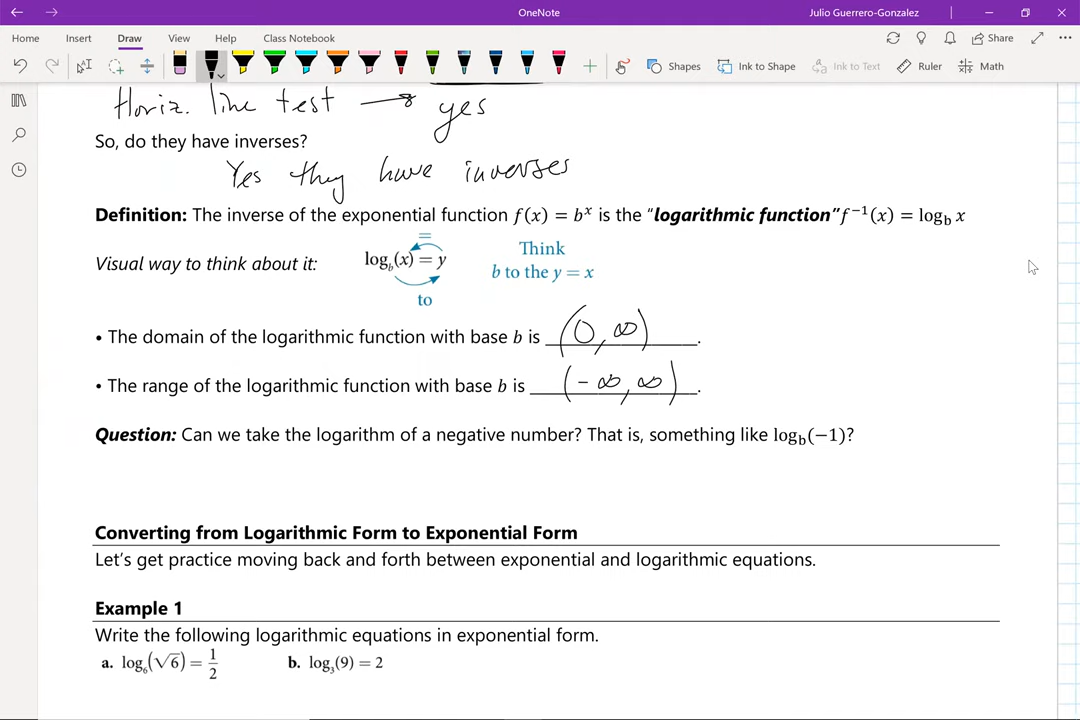 OneNote
Julio Guerrero-Gonzalez
Home Insert Draw View Help Class Notebook
Share
Shapes Ink to Shape Ink to Text Ruler Math
Horiz. line test → yes
So, do they have inverses?
Yes they have inverses
Definition: The inverse of the exponential function f(x) = bˣ is the "logarithmic function" f⁻¹(x) = log_b x
=
Visual way to think about it: log_b(x) = y
to
Think
b to the y = x
• The domain of the logarithmic function with base b is (0, ∞).
• The range of the logarithmic function with base b is (-∞, ∞).
Question: Can we take the logarithm of a negative number? That is, something like log_b(−1)?
Converting from Logarithmic Form to Exponential Form
Let's get practice moving back and forth between exponential and logarithmic equations.
Example 1
Write the following logarithmic equations in exponential form.
a. log₆(√6) = 1/2 b. log₃(9) = 2